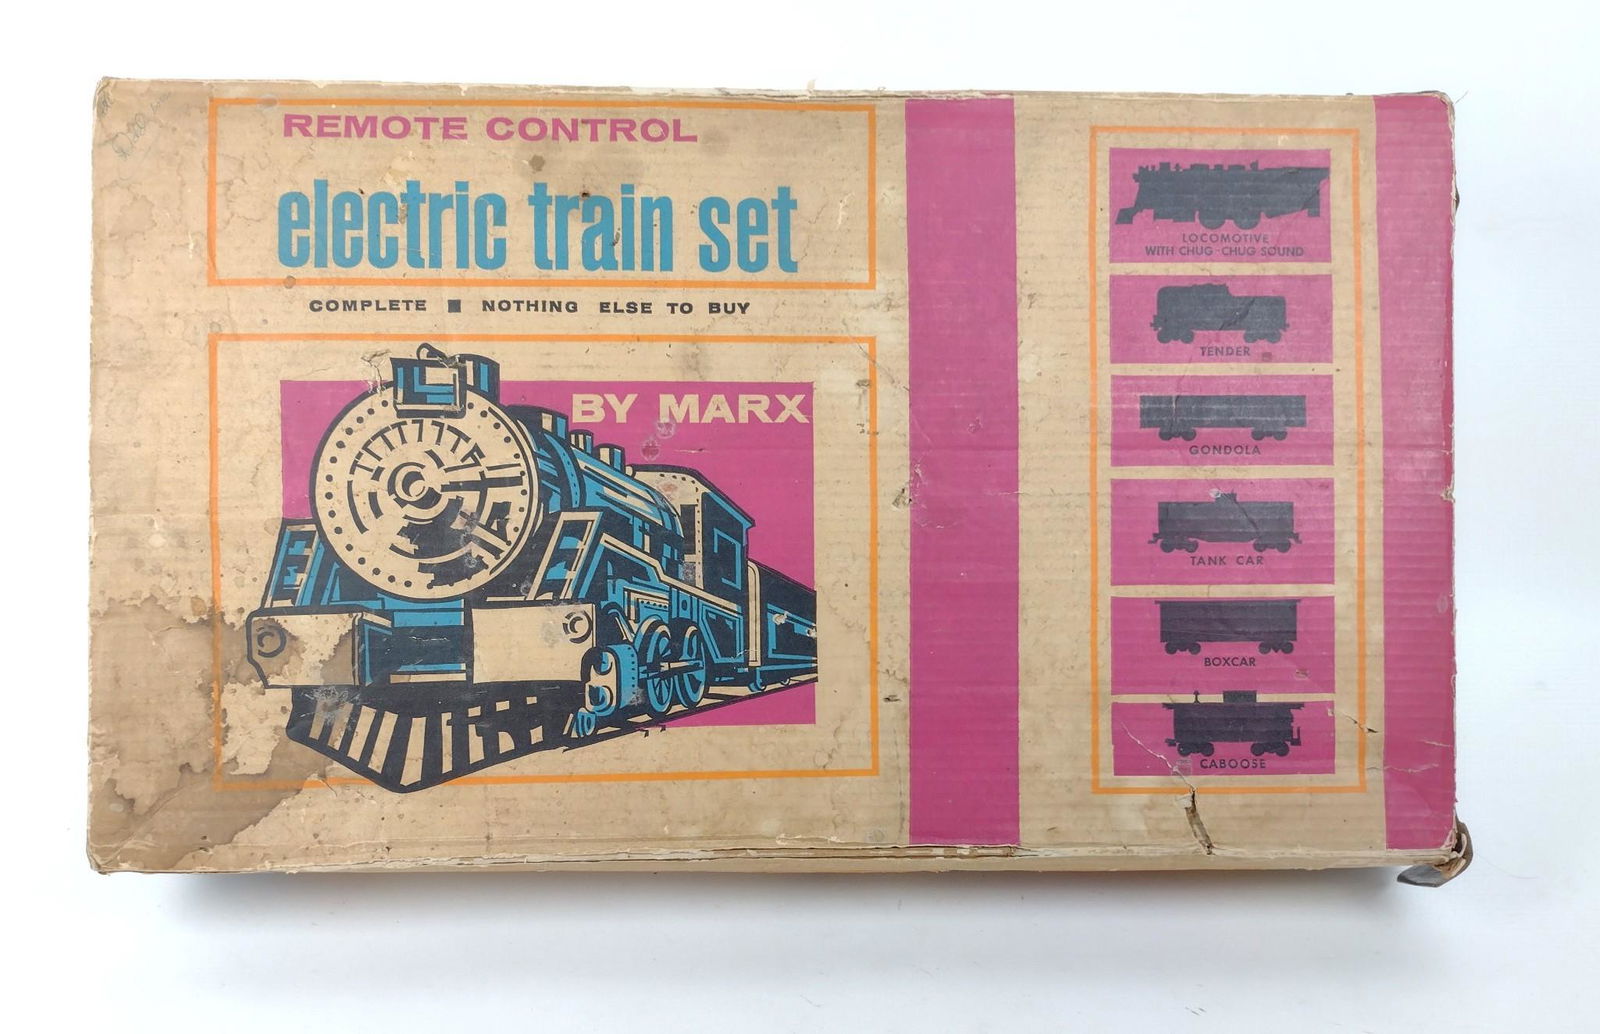 REMOTE CONTROL
electric train set
COMPLETE ■ NOTHING ELSE TO BUY
BY MARX
LOCOMOTIVE
WITH CHUG-CHUG SOUND
TENDER
GONDOLA
TANK CAR
BOXCAR
CABOOSE